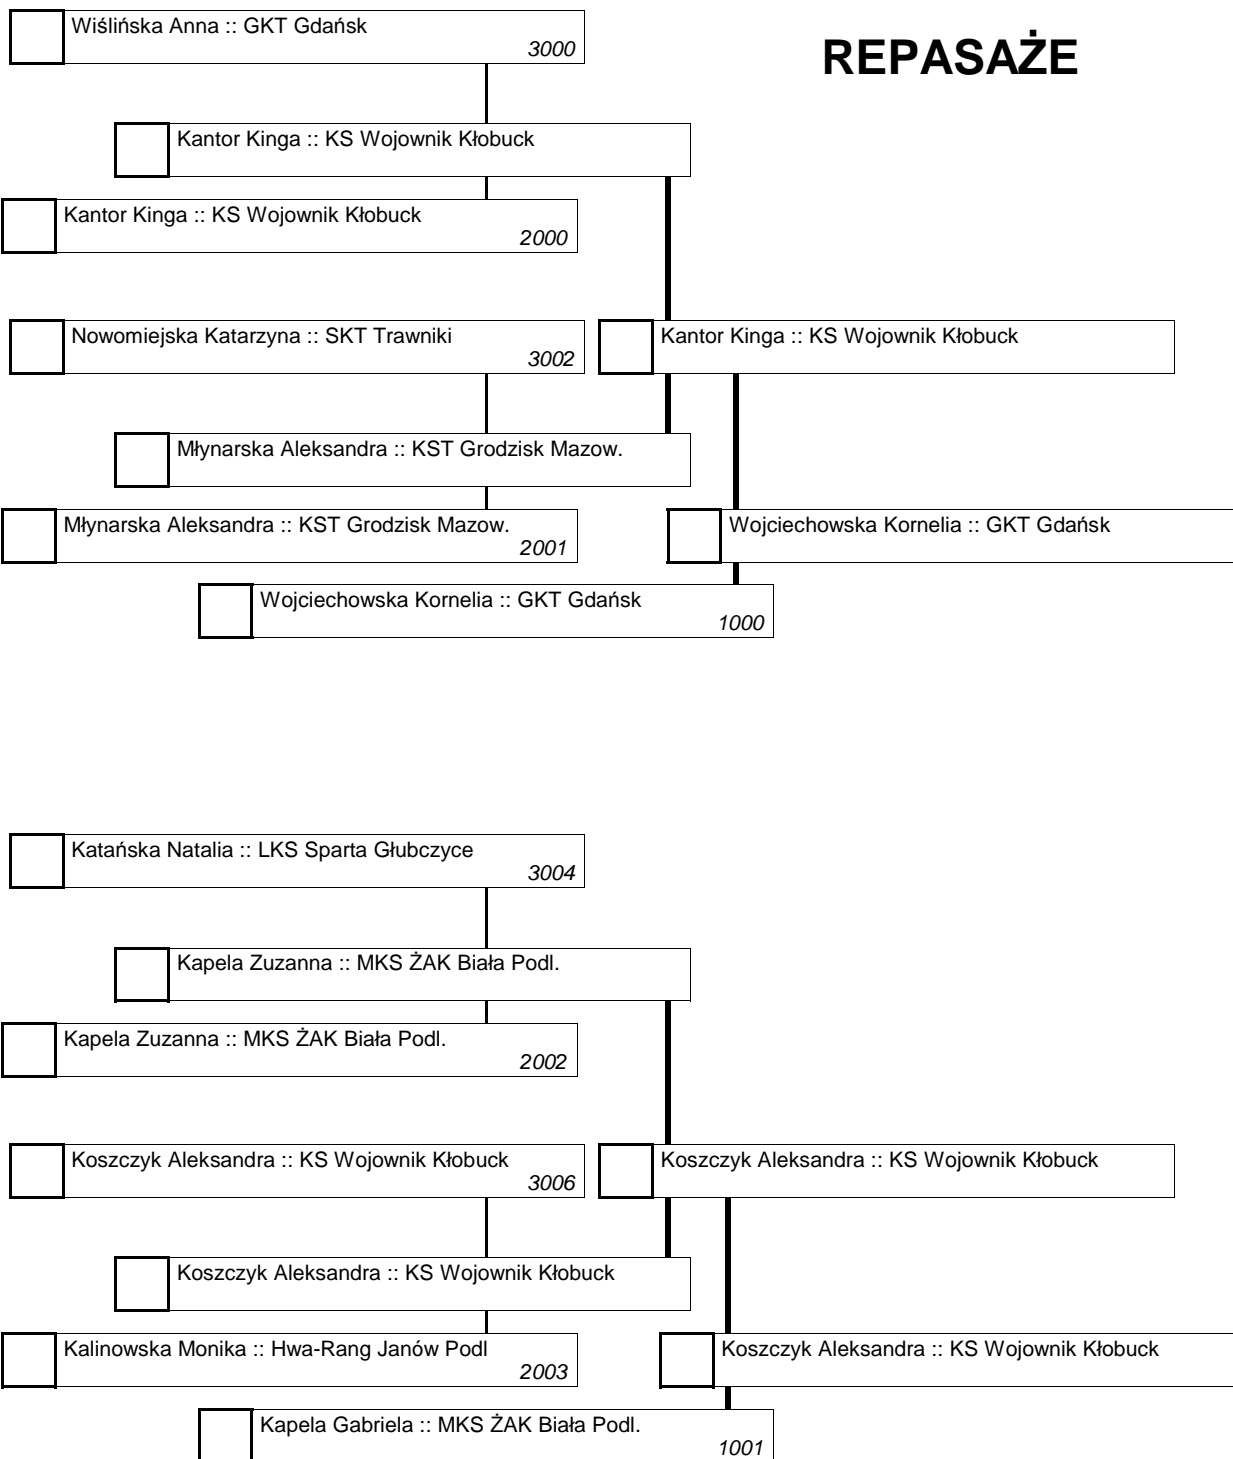 Wiślińska Anna :: GKT Gdańsk
3000
REPASAŻE
Kantor Kinga :: KS Wojownik Kłobuck
Kantor Kinga :: KS Wojownik Kłobuck
2000
Nowomiejska Katarzyna :: SKT Trawniki
3002
Kantor Kinga :: KS Wojownik Kłobuck
Młynarska Aleksandra :: KST Grodzisk Mazow.
Młynarska Aleksandra :: KST Grodzisk Mazow.
2001
Wojciechowska Kornelia :: GKT Gdańsk
Wojciechowska Kornelia :: GKT Gdańsk
1000
Katańska Natalia :: LKS Sparta Głubczyce
3004
Kapela Zuzanna :: MKS ŻAK Biała Podl.
Kapela Zuzanna :: MKS ŻAK Biała Podl.
2002
Koszczyk Aleksandra :: KS Wojownik Kłobuck
3006
Koszczyk Aleksandra :: KS Wojownik Kłobuck
Koszczyk Aleksandra :: KS Wojownik Kłobuck
Kalinowska Monika :: Hwa-Rang Janów Podl
2003
Koszczyk Aleksandra :: KS Wojownik Kłobuck
Kapela Gabriela :: MKS ŻAK Biała Podl.
1001